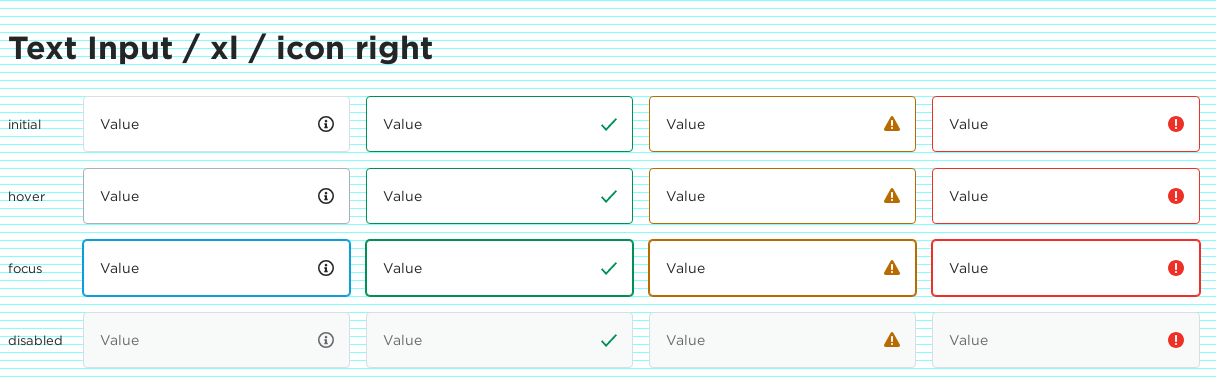 Text Input / xl / icon right
initial Value Value Value Value
hover Value Value Value Value
focus Value Value Value Value
disabled Value Value Value Value